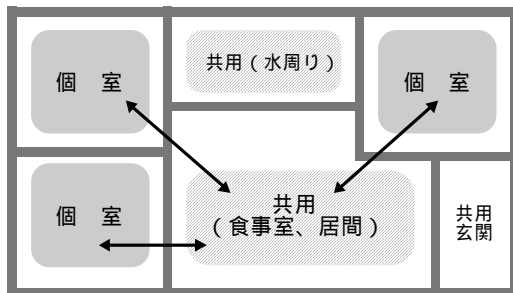 個 室
共用(水周り)
個 室
個 室
共用
(食事室、居間)
共用
玄関